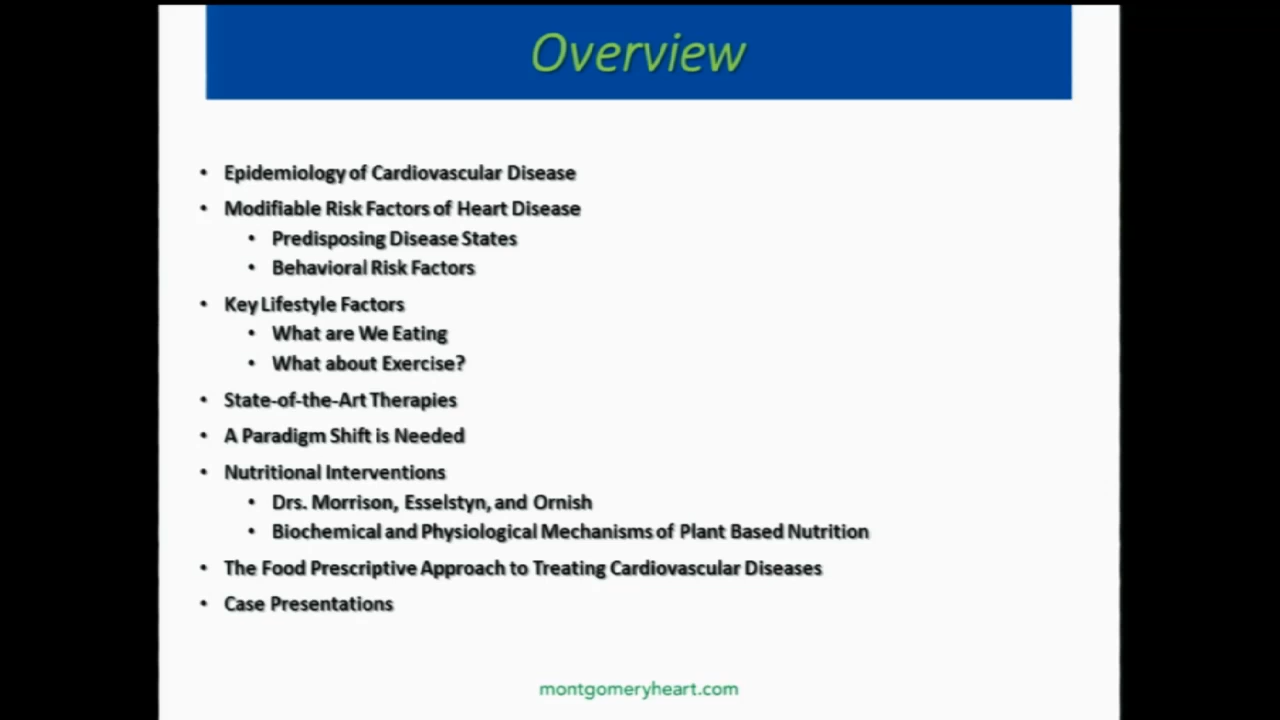 Overview
• Epidemiology of Cardiovascular Disease
• Modifiable Risk Factors of Heart Disease
• Predisposing Disease States
• Behavioral Risk Factors
• Key Lifestyle Factors
• What are We Eating
• What about Exercise?
• State-of-the-Art Therapies
• A Paradigm Shift is Needed
• Nutritional Interventions
• Drs. Morrison, Esselstyn, and Ornish
• Biochemical and Physiological Mechanisms of Plant Based Nutrition
• The Food Prescriptive Approach to Treating Cardiovascular Diseases
• Case Presentations
montgomeryheart.com